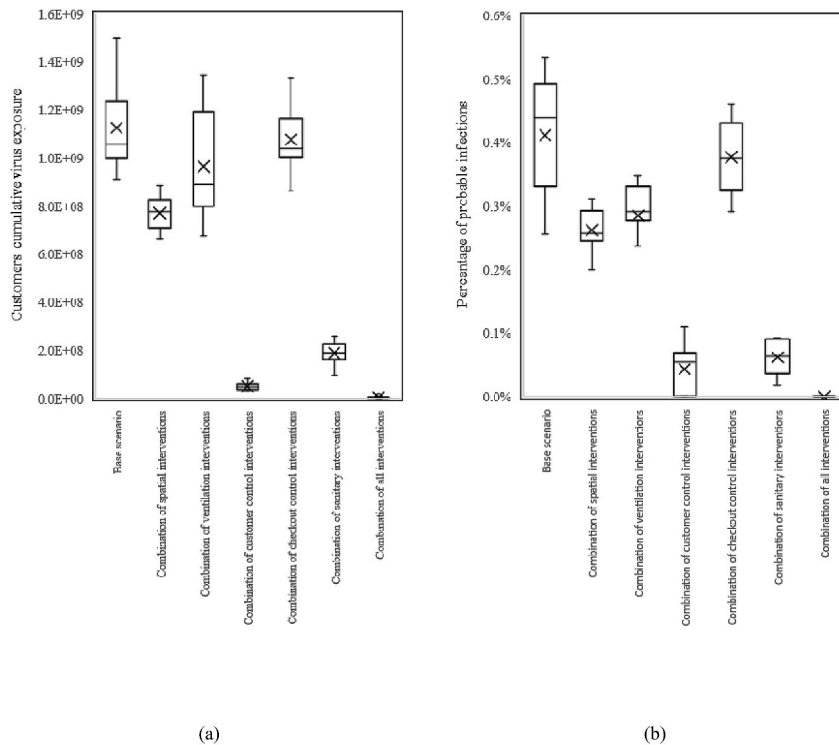 Customers cumulative virus exposure
1.6E+09
1.4E+09
1.2E+09
1.0E+09
8.0E+08
6.0E+08
4.0E+08
2.0E+08
0.0E+00
Base scenario
Combination of spatial interventions
Combination of ventilation interventions
Combination of customer control interventions
Combination of checkout control interventions
Combination of sanitary interventions
Combination of all interventions
(a)
Percentage of probable infections
0.6%
0.5%
0.4%
0.3%
0.2%
0.1%
0.0%
Base scenario
Combination of spatial interventions
Combination of ventilation interventions
Combination of customer control interventions
Combination of checkout control interventions
Combination of sanitary interventions
Combination of all interventions
(b)